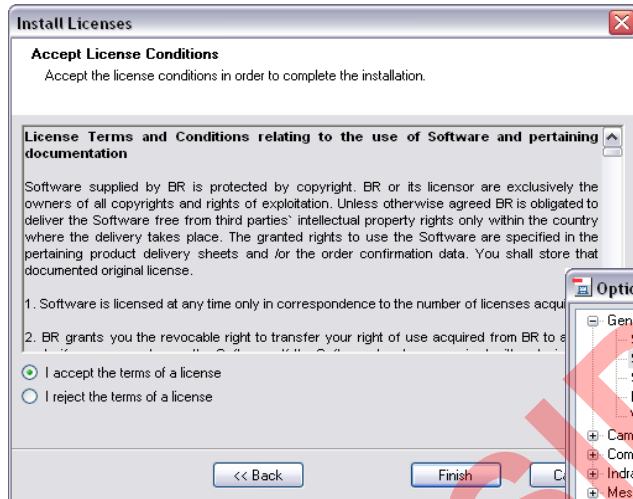 Install Licenses
Accept License Conditions
Accept the license conditions in order to complete the installation.
License Terms and Conditions relating to the use of Software and pertaining
documentation
Software supplied by BR is protected by copyright. BR or its licensor are exclusively the
owners of all copyrights and rights of exploitation. Unless otherwise agreed BR is obligated to
deliver the Software free from third parties` intellectual property rights only within the country
where the delivery takes place. The granted rights to use the Software are specified in the
pertaining product delivery sheets and /or the order confirmation data. You shall store that
documented original license.
1. Software is licensed at any time only in correspondence to the number of licenses acqui
2. BR grants you the revocable right to transfer your right of use acquired from BR to a
I accept the terms of a license
I reject the terms of a license
<< Back
Finish
Ca
Optio
Gen
Cam
Com
Indra
Mes